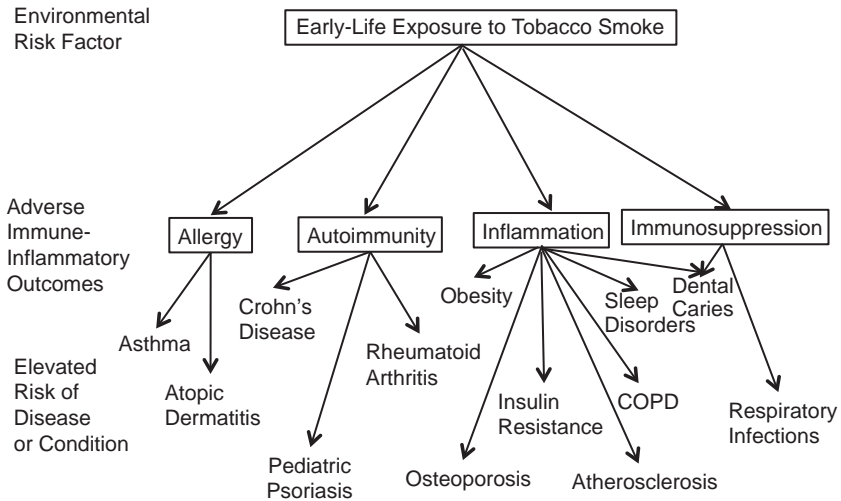 Environmental
Risk Factor
Early-Life Exposure to Tobacco Smoke
Adverse
Immune-
Inflammatory
Outcomes
Allergy
Autoimmunity
Inflammation
Immunosuppression
Crohn's
Disease
Obesity
Sleep
Disorders
Dental
Caries
Asthma
Rheumatoid
Arthritis
Elevated
Risk of
Disease
or Condition
Atopic
Dermatitis
Insulin
Resistance
COPD
Respiratory
Infections
Pediatric
Psoriasis
Osteoporosis
Atherosclerosis